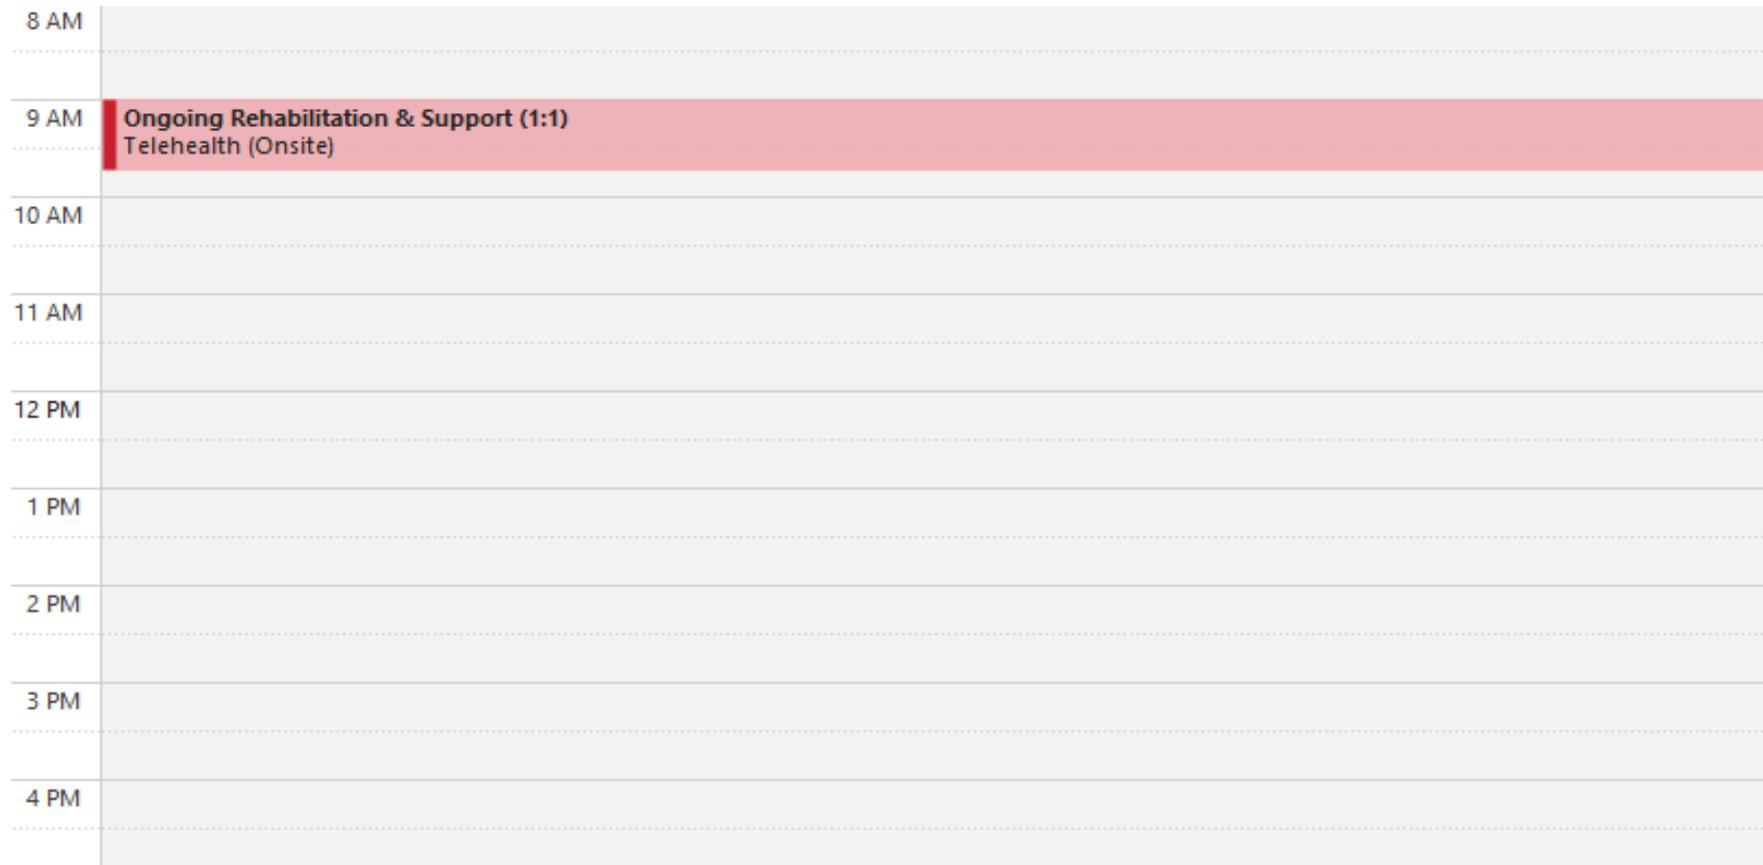 8 AM
9 AM
Ongoing Rehabilitation & Support (1:1)
Telehealth (Onsite)
10 AM
11 AM
12 PM
1 PM
2 PM
3 PM
4 PM